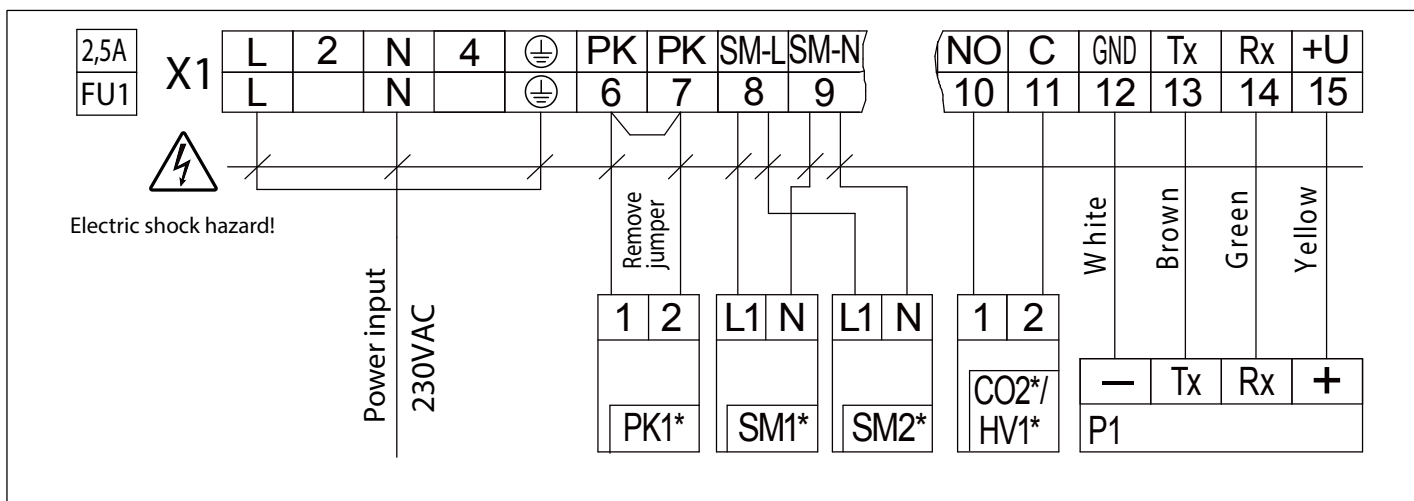 2,5A
FU1
X1
L 2 N 4 ⏚ PK PK SM-L SM-N NO C GND Tx Rx +U
L N ⏚ 6 7 8 9 10 11 12 13 14 15
Electric shock hazard!
Power input
230VAC
Remove
jumper
White
Brown
Green
Yellow
1 2 L1 N L1 N 1 2
PK1* SM1* SM2*
CO2*/
HV1*
– Tx Rx +
P1